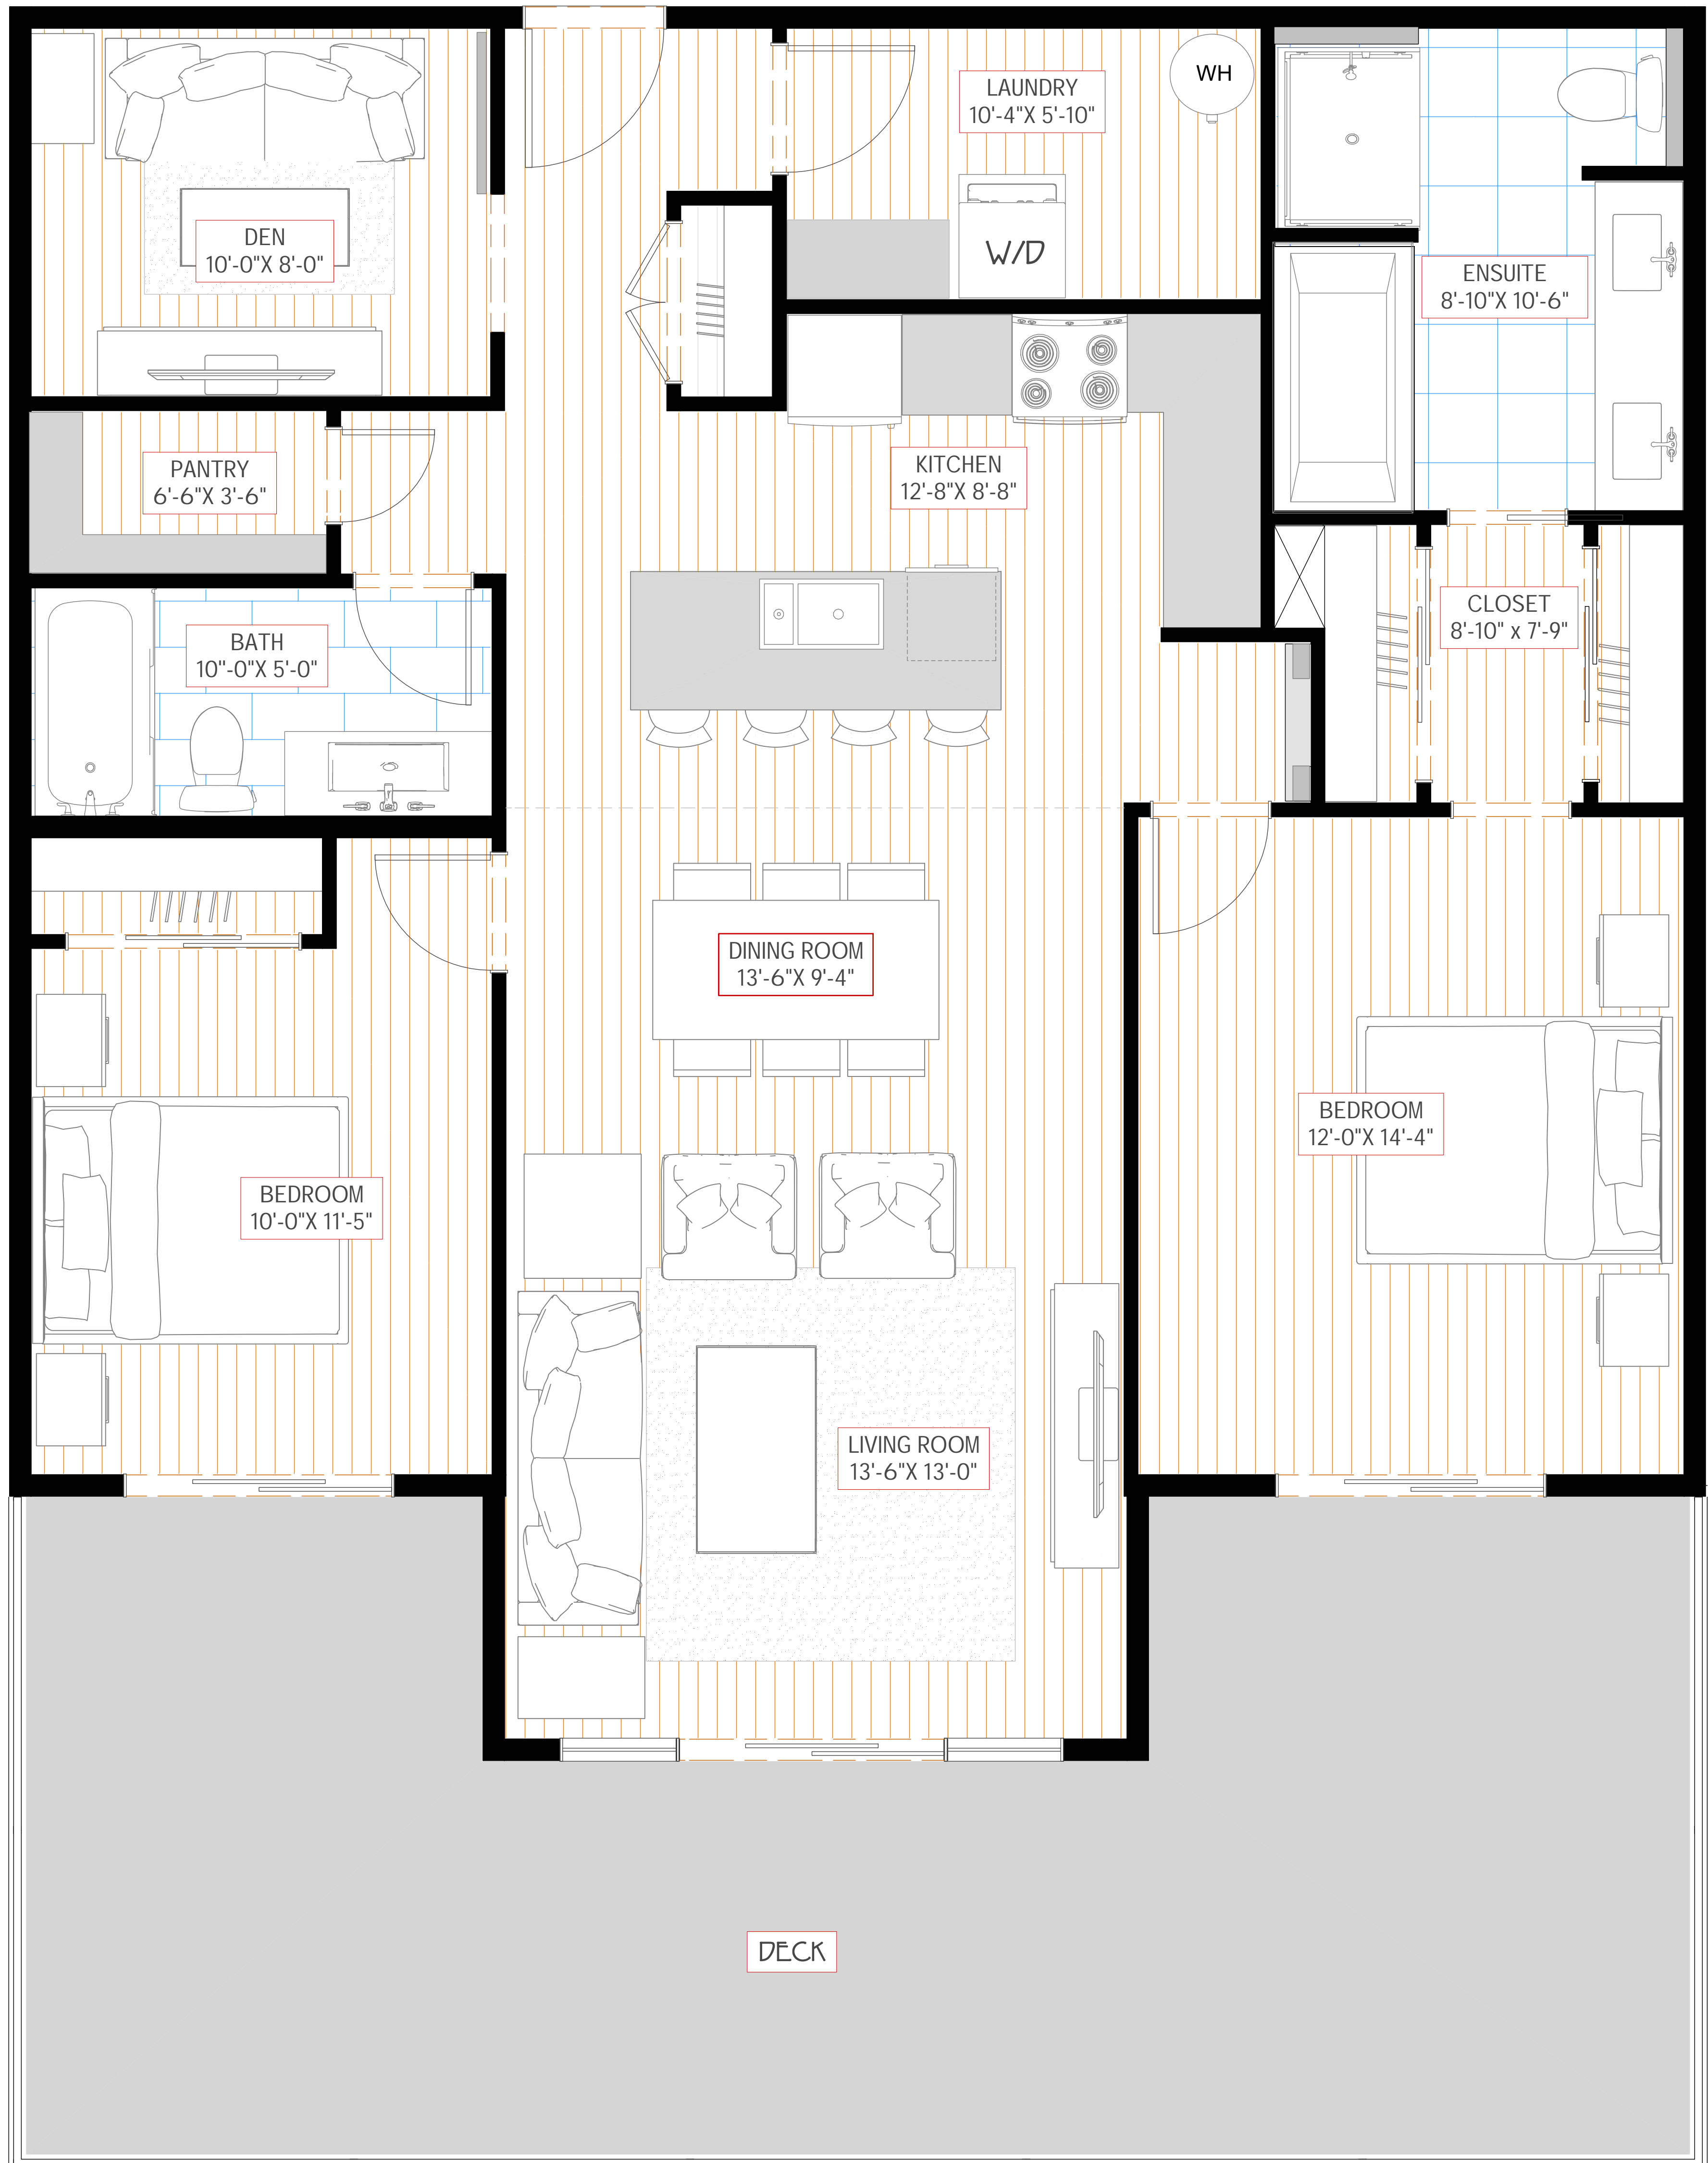 WH
LAUNDRY
10'-4"X 5'-10"
W/D
DEN
10'-0"X 8'-0"
ENSUITE
8'-10"X 10'-6"
PANTRY
6'-6"X 3'-6"
KITCHEN
12'-8"X 8'-8"
CLOSET
8'-10" x 7'-9"
BATH
10"-0"X 5'-0"
DINING ROOM
13'-6"X 9'-4"
BEDROOM
12'-0"X 14'-4"
BEDROOM
10'-0"X 11'-5"
LIVING ROOM
13'-6"X 13'-0"
DECK